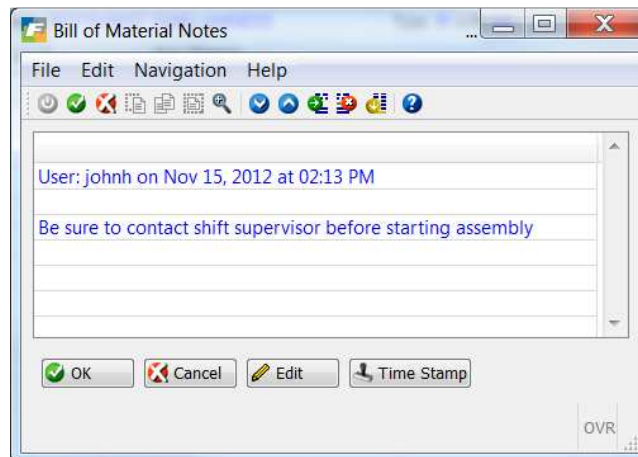 Bill of Material Notes
...
File Edit Navigation Help
User: johnh on Nov 15, 2012 at 02:13 PM
Be sure to contact shift supervisor before starting assembly
OK Cancel Edit Time Stamp
OVR